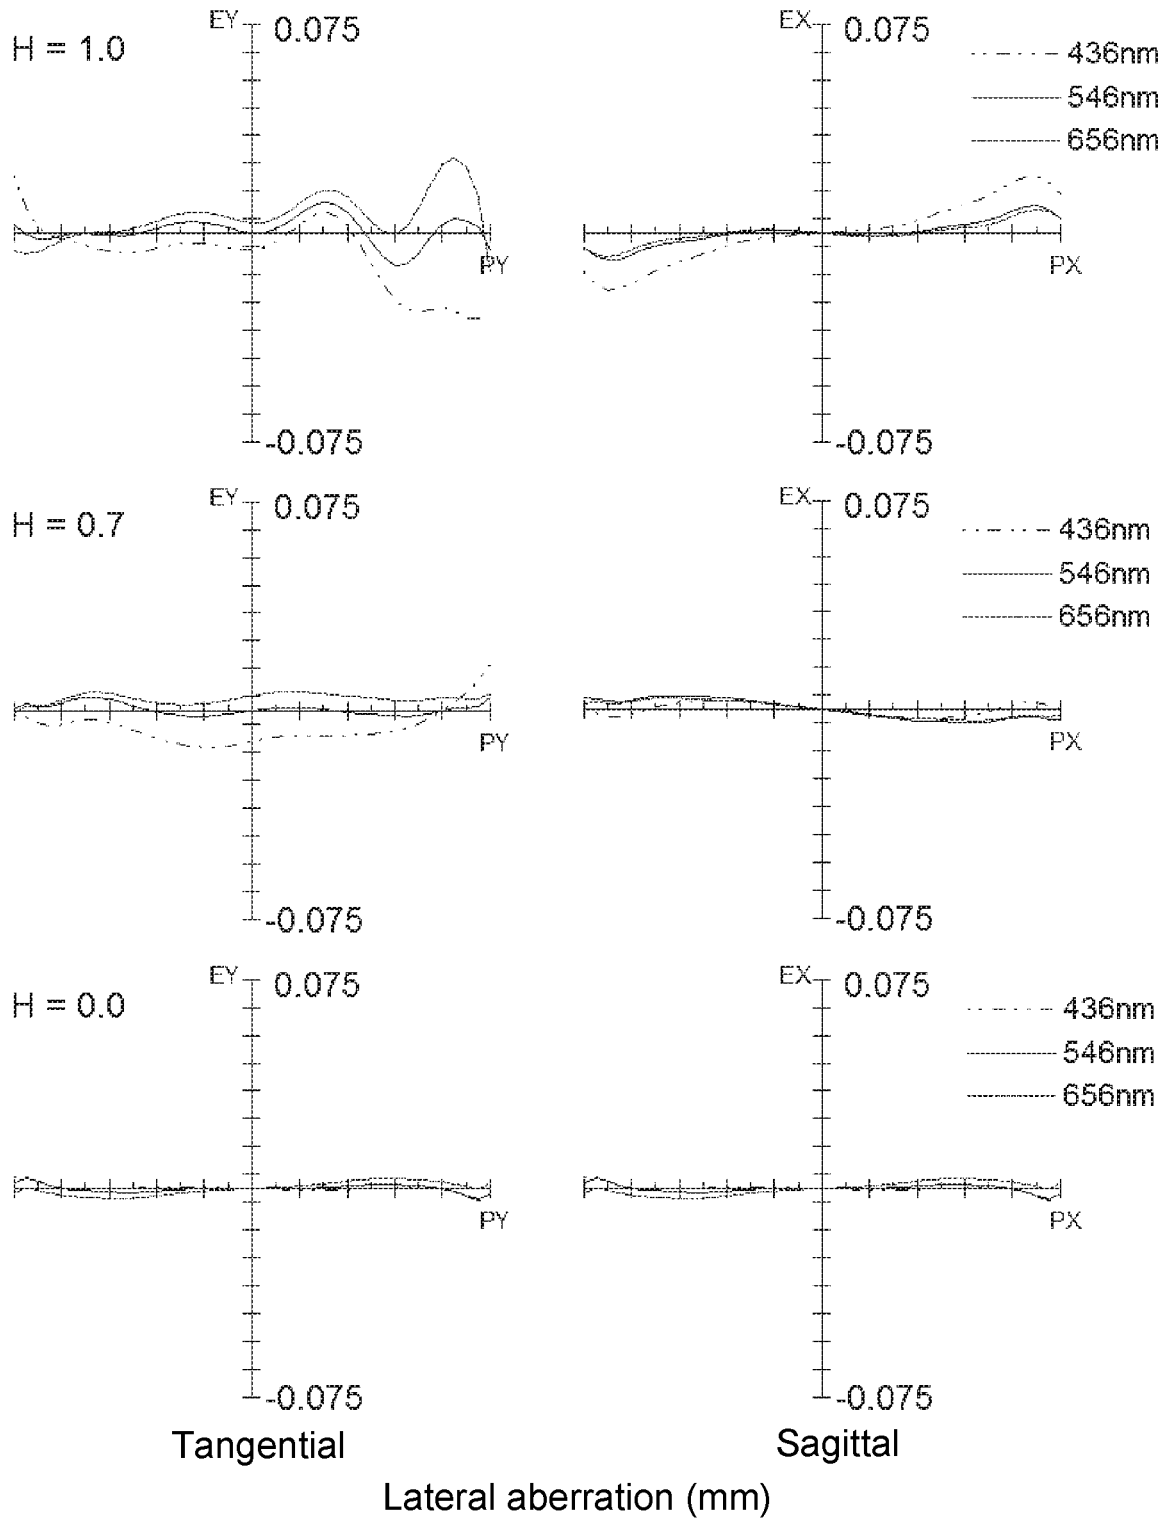 EY 0.075 EX 0.075
H = 1.0
436nm
546nm
656nm
PY PX
-0.075 -0.075
EY 0.075 EX 0.075
H = 0.7
436nm
546nm
656nm
PY PX
-0.075 -0.075
EY 0.075 EX 0.075
H = 0.0
436nm
546nm
656nm
PY PX
-0.075 -0.075
Tangential Sagittal
Lateral aberration (mm)